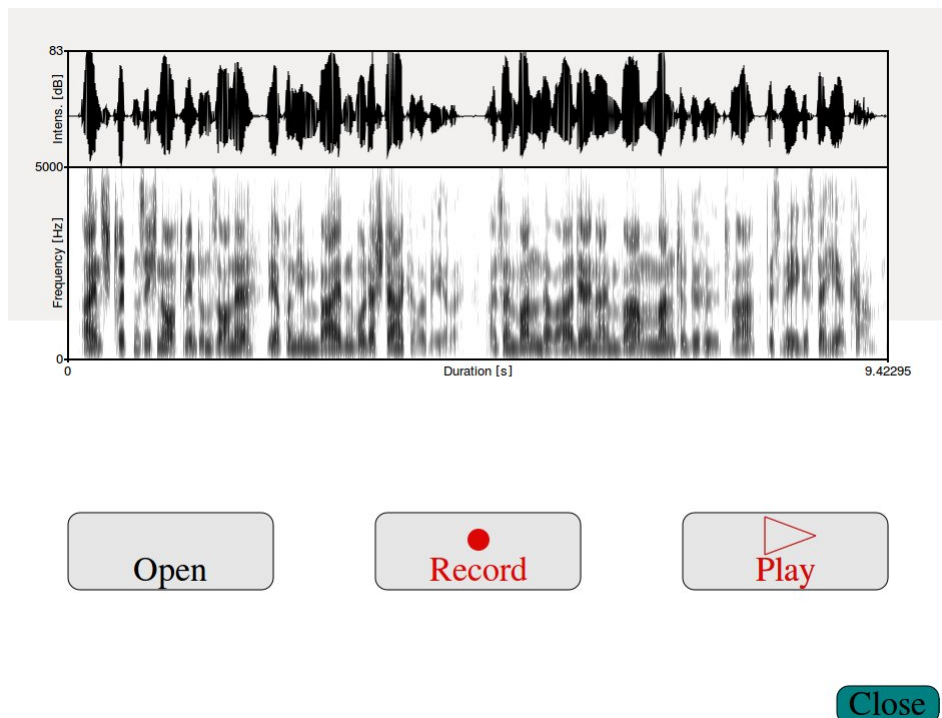 83
Intens. [dB]
5000
Frequency [Hz]
0
0 Duration [s] 9.42295
Open Record Play
Close